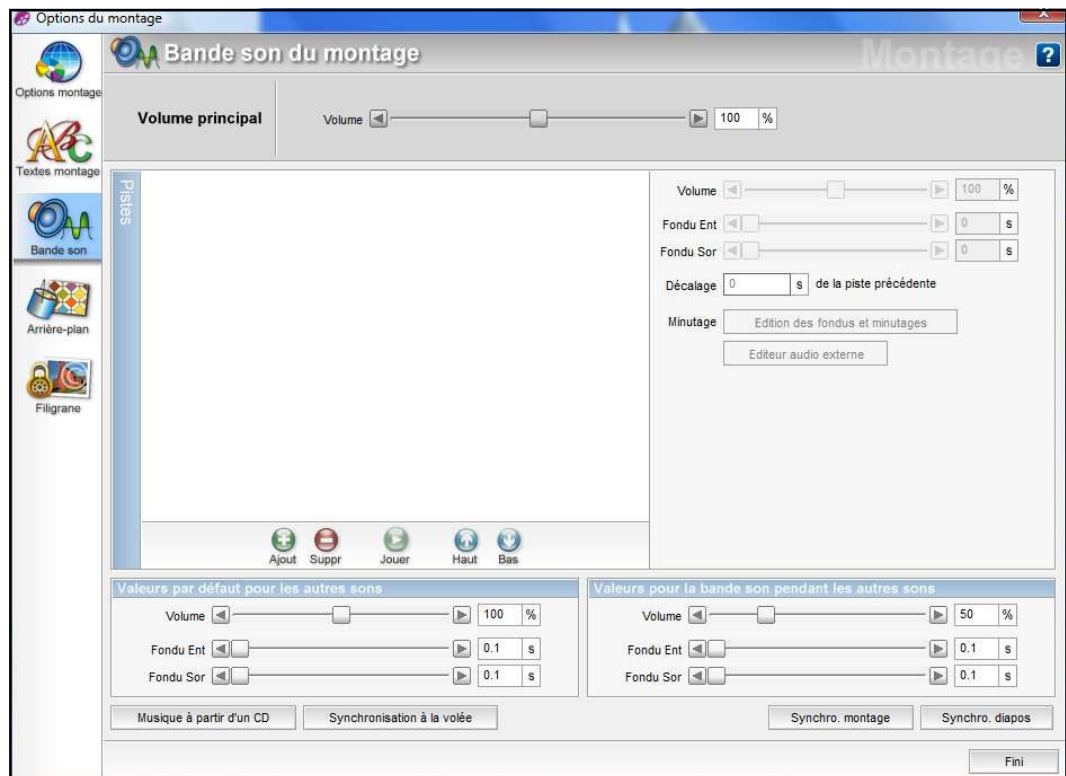 Options du montage
Bande son du montage
Montage
?
Options montage
Textes montage
Bande son
Arrière-plan
Filigrane
Volume principal
Volume 100 %
Pistes
Volume 100 %
Fondu Ent 0 s
Fondu Sor 0 s
Décalage 0 s de la piste précédente
Minutage Edition des fondus et minutages
Editeur audio externe
Ajout Suppr Jouer Haut Bas
Valeurs par défaut pour les autres sons
Volume 100 %
Fondu Ent 0.1 s
Fondu Sor 0.1 s
Valeurs pour la bande son pendant les autres sons
Volume 50 %
Fondu Ent 0.1 s
Fondu Sor 0.1 s
Musique à partir d'un CD Synchronisation à la volée Synchro. montage Synchro. diapos
Fini